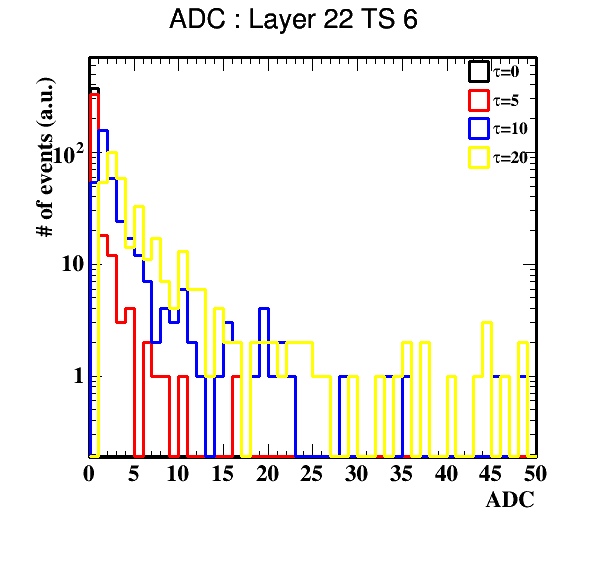 ADC : Layer 22 TS 6
# of events (a.u.)
τ=0
τ=5
τ=10
τ=20
10²
10
1
0 5 10 15 20 25 30 35 40 45 50
ADC